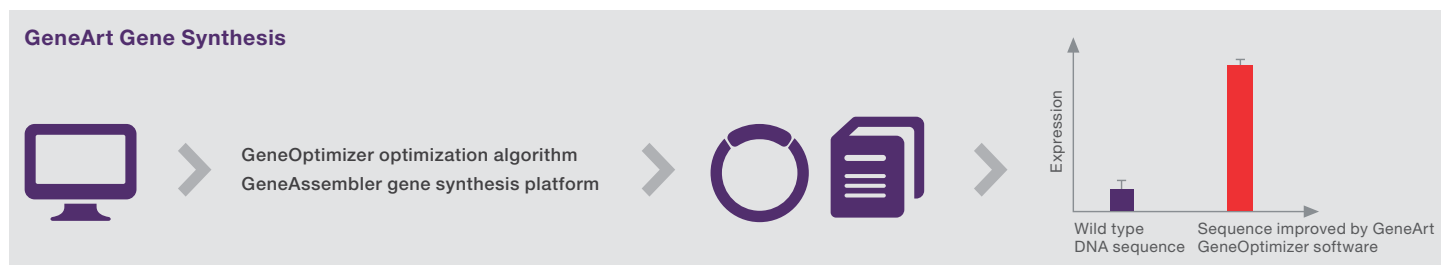 GeneArt Gene Synthesis
GeneOptimizer optimization algorithm
GeneAssembler gene synthesis platform
Expression
Wild type
DNA sequence
Sequence improved by GeneArt
GeneOptimizer software